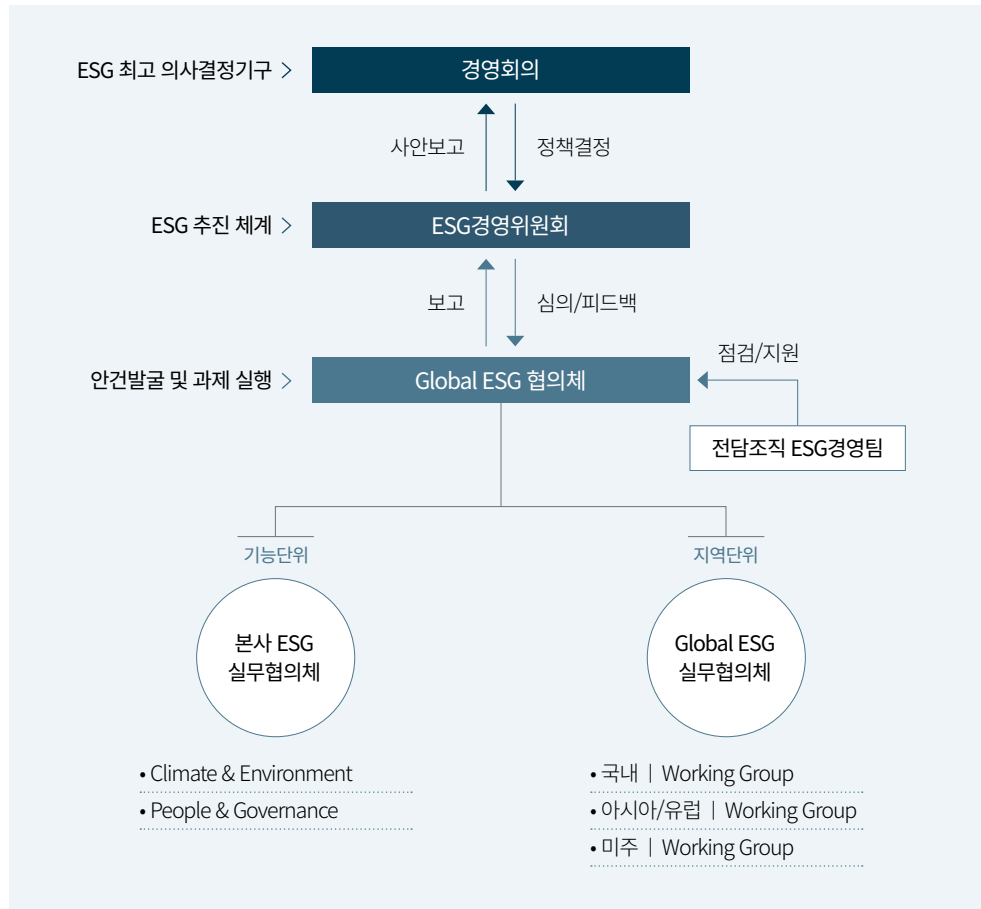 ESG 최고 의사결정기구 >
경영회의
사안보고
정책결정
ESG 추진 체계 >
ESG경영위원회
보고
심의/피드백
점검/지원
안건발굴 및 과제 실행 >
Global ESG 협의체
전담조직 ESG경영팀
기능단위
본사 ESG
실무협의체
• Climate & Environment
• People & Governance
지역단위
Global ESG
실무협의체
• 국내 | Working Group
• 아시아/유럽 | Working Group
• 미주 | Working Group